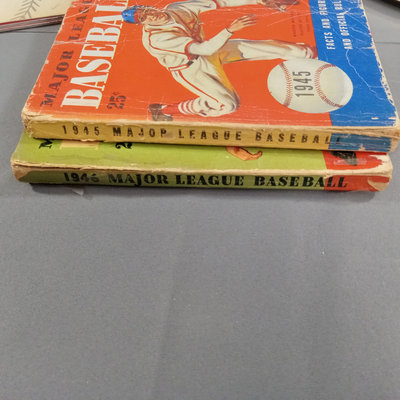 MAJOR LEAGUE
BASEBALL
25¢
FACTS AND FIGURES
AND OFFICIAL RULES
1945
1945 MAJOR LEAGUE BASEBALL
1946 MAJOR LEAGUE BASEBALL